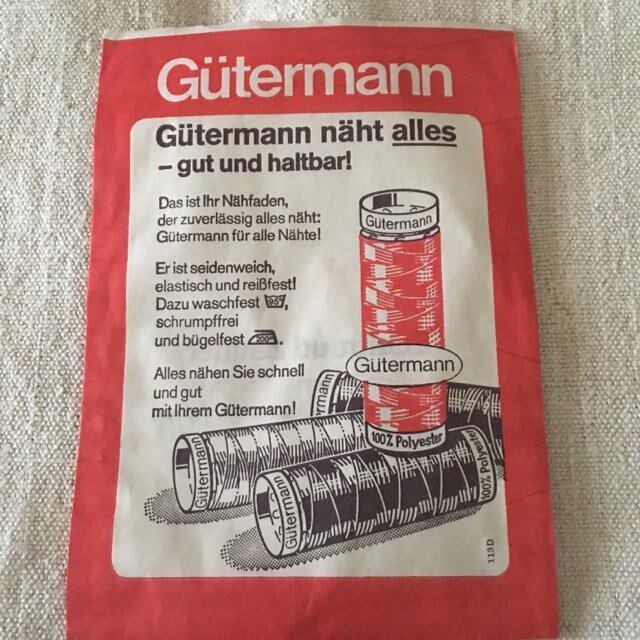 Gütermann
Gütermann näht alles
– gut und haltbar!
Das ist Ihr Nähfaden,
der zuverlässig alles näht:
Gütermann für alle Nähte!
Er ist seidenweich,
elastisch und reißfest!
Dazu waschfest 95°,
schrumpffrei
und bügelfest 200°.
Alles nähen Sie schnell
und gut
mit Ihrem Gütermann!
Gütermann
Gütermann
100% Polyester
Gütermann
Gütermann
Gütermann
100% Polyester
113D